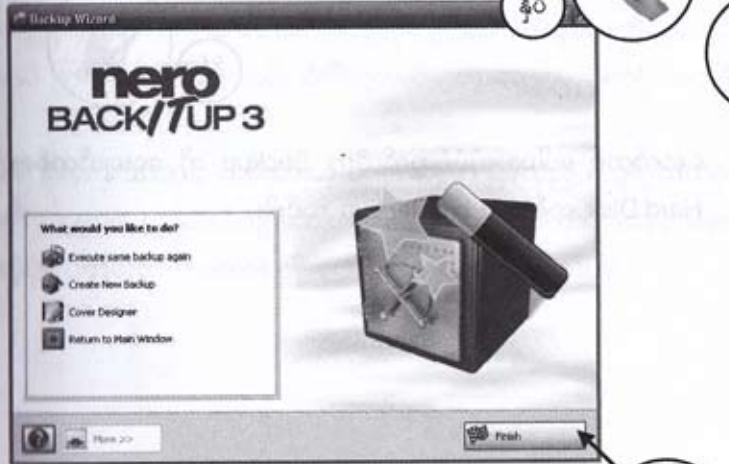 Backup Wizard
nero
BACKITUP 3
What would you like to do?
Execute same backup again
Create New Backup
Cover Designer
Return to Main Window
More >>
Finish